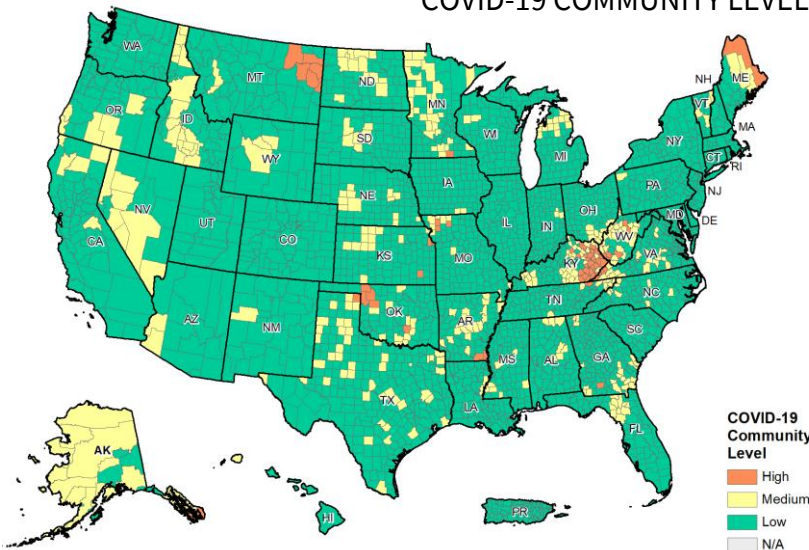 COVID-19 COMMUNITY LEVEL
WA
MT
ND
MN
ME
NH
VT
OR
ID
SD
WI
NY
MA
WY
MI
CT
RI
IA
NE
PA
NJ
NV
OH
IL
IN
MD
DE
UT
CO
WV
CA
KS
MO
VA
KY
NC
TN
AZ
NM
OK
AR
SC
MS
AL
GA
TX
LA
FL
AK
HI
PR
COVID-19
Community
Level
High
Medium
Low
N/A